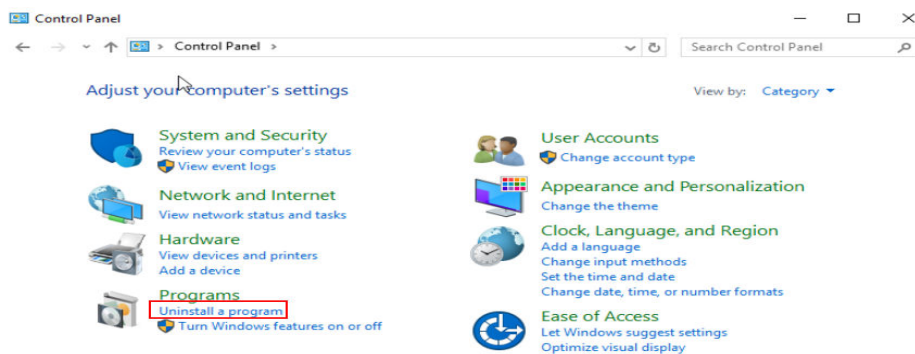 Control Panel
Control Panel
Search Control Panel
Adjust your computer's settings
View by: Category
System and Security
Review your computer's status
View event logs
Network and Internet
View network status and tasks
Hardware
View devices and printers
Add a device
Programs
Uninstall a program
Turn Windows features on or off
User Accounts
Change account type
Appearance and Personalization
Change the theme
Clock, Language, and Region
Add a language
Change input methods
Set the time and date
Change date, time, or number formats
Ease of Access
Let Windows suggest settings
Optimize visual display